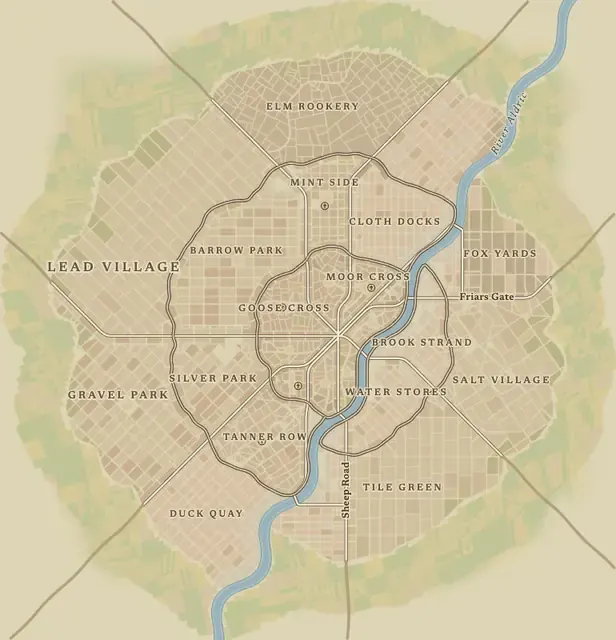 ELM ROOKERY
River Aldric
MINT SIDE
CLOTH DOCKS
BARROW PARK
FOX YARDS
LEAD VILLAGE
MOOR CROSS
Friars Gate
GOOSE CROSS
BROOK STRAND
SILVER PARK
SALT VILLAGE
GRAVEL PARK
WATER STORES
TANNER ROW
Sheep Road
TILE GREEN
DUCK QUAY